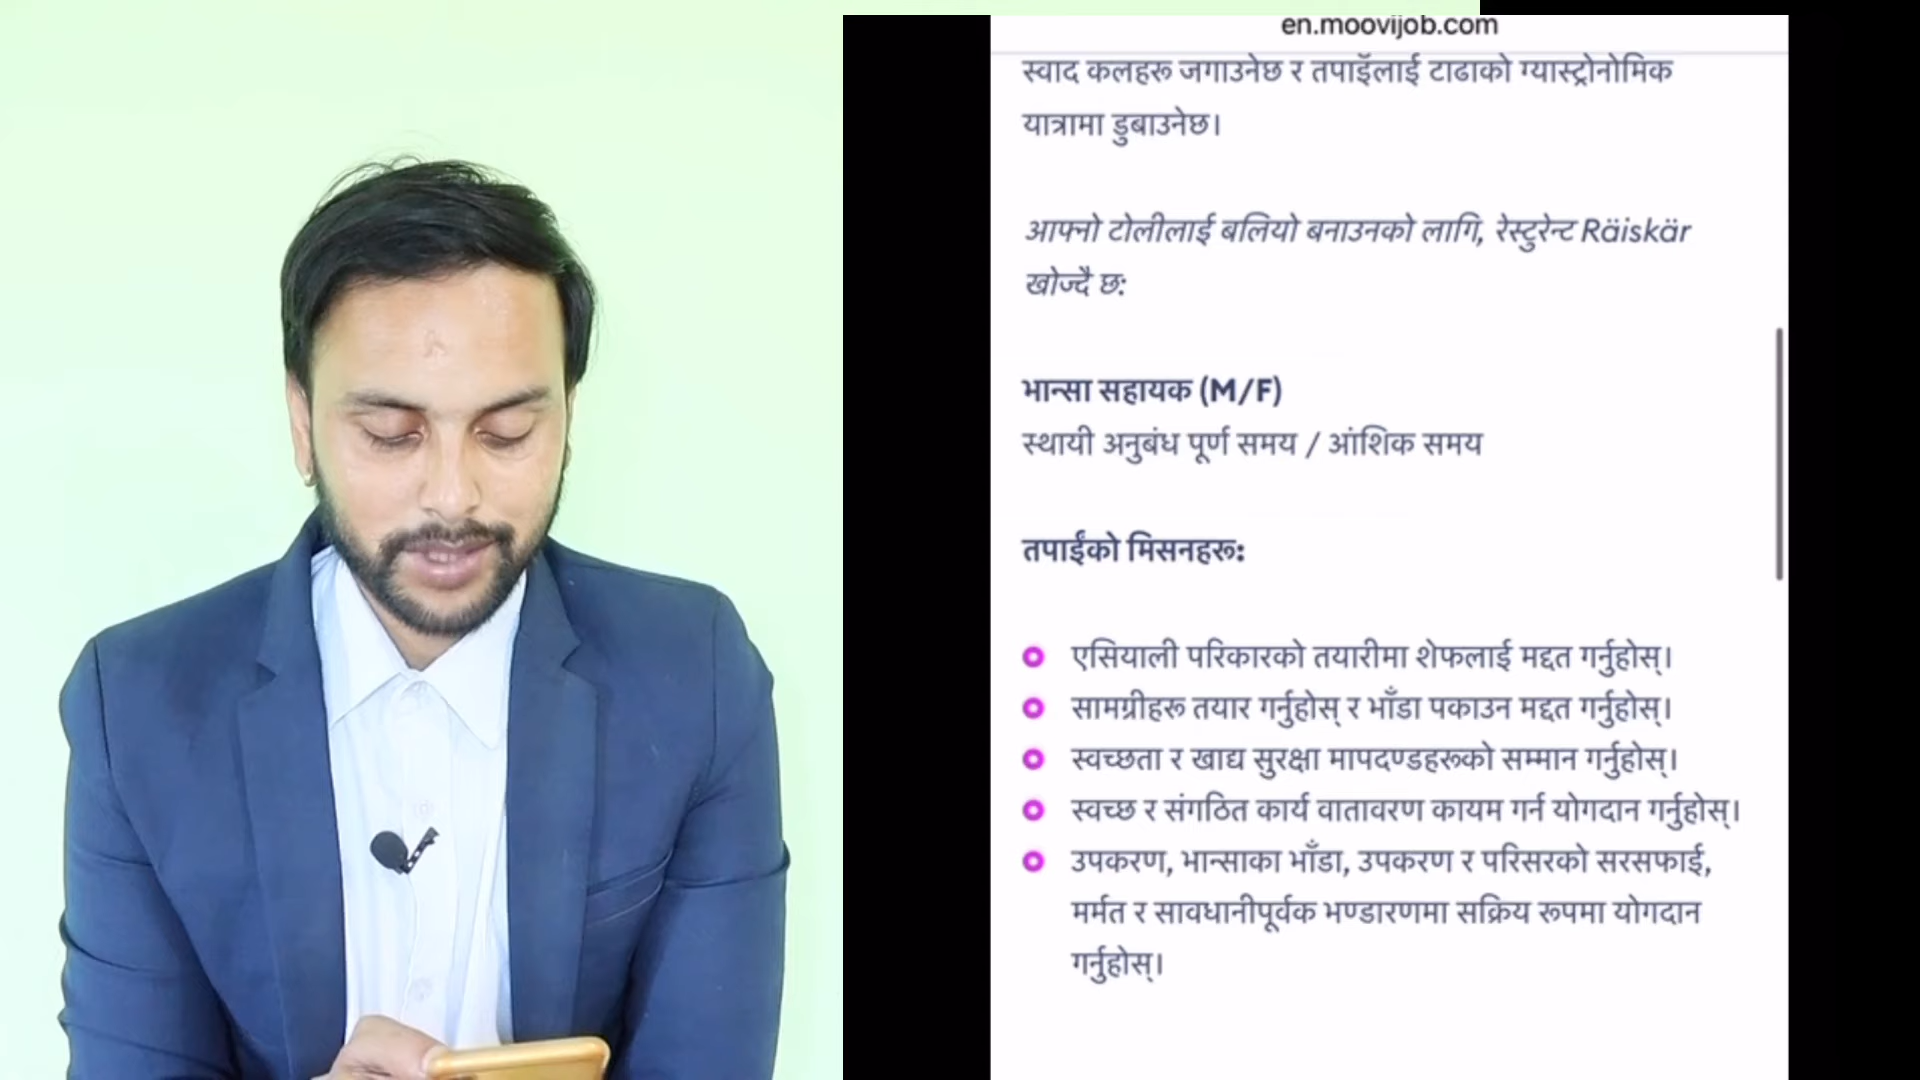 en.moovijob.com
स्वाद कलहरू जगाउनेछ र तपाइँलाई टाढाको ग्यास्ट्रोनोमिक
यात्रामा डुबाउनेछ।
आफ्नो टोलीलाई बलियो बनाउनको लागि, रेस्टुरेन्ट Räiskär
खोज्दै छ:
भान्सा सहायक (M/F)
स्थायी अनुबंध पूर्ण समय / आंशिक समय
तपाईंको मिसनहरू:
एसियाली परिकारको तयारीमा शेफलाई मद्दत गर्नुहोस्।
सामग्रीहरू तयार गर्नुहोस् र भाँडा पकाउन मद्दत गर्नुहोस्।
स्वच्छता र खाद्य सुरक्षा मापदण्डहरूको सम्मान गर्नुहोस्।
स्वच्छ र संगठित कार्य वातावरण कायम गर्न योगदान गर्नुहोस्।
उपकरण, भान्साका भाँडा, उपकरण र परिसरको सरसफाई,
मर्मत र सावधानीपूर्वक भण्डारणमा सक्रिय रूपमा योगदान
गर्नुहोस्।